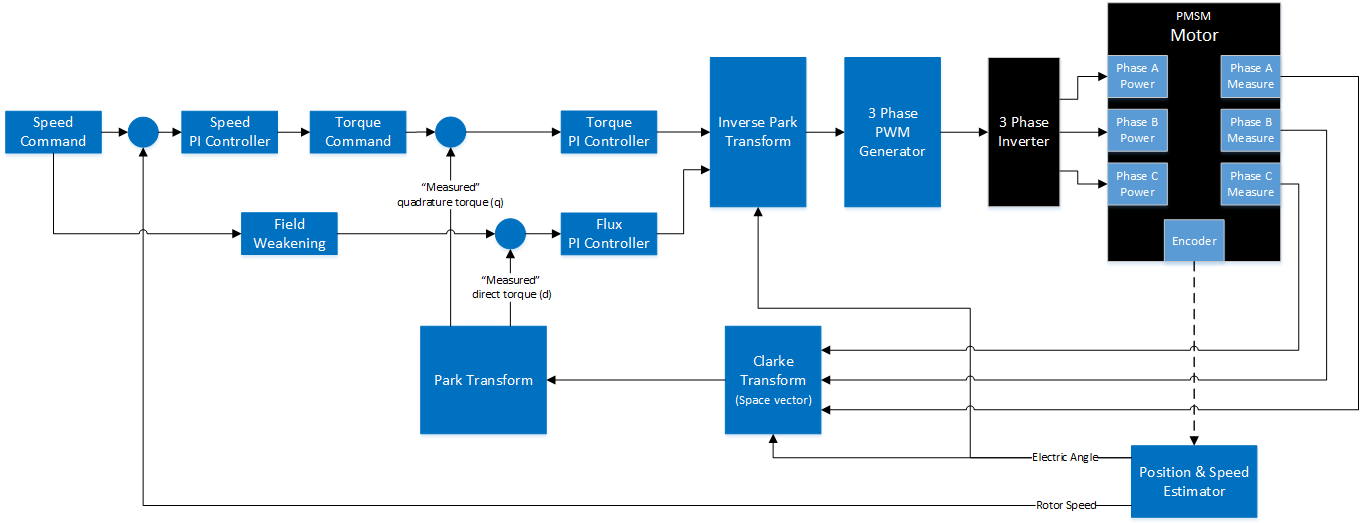 PMSM
Motor
Phase A
Power
Phase A
Measure
Speed
Command
Speed
PI Controller
Torque
Command
Torque
PI Controller
Inverse Park
Transform
3 Phase
PWM
Generator
3 Phase
Inverter
Phase B
Power
Phase B
Measure
Phase C
Power
Phase C
Measure
"Measured"
quadrature torque (q)
Field
Weakening
Flux
PI Controller
Encoder
"Measured"
direct torque (d)
Park Transform
Clarke
Transform
(Space vector)
Electric Angle
Position & Speed
Estimator
Rotor Speed